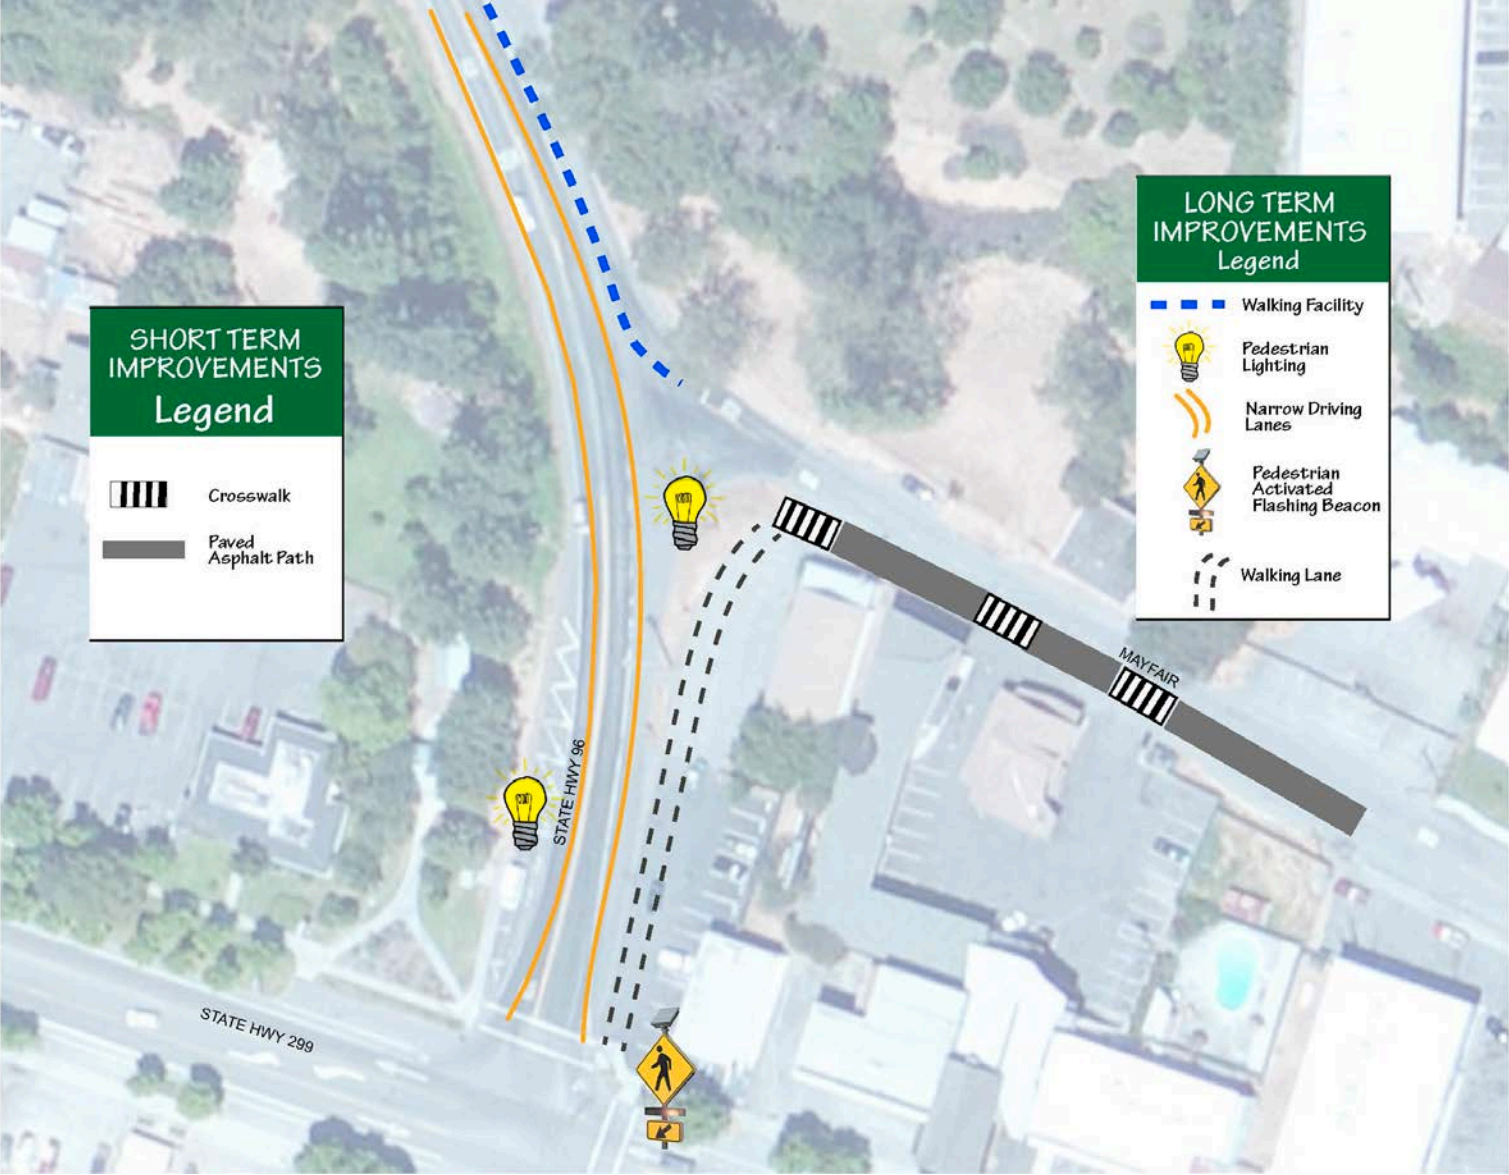 SHORT TERM
IMPROVEMENTS
Legend
Crosswalk
Paved
Asphalt Path
LONG TERM
IMPROVEMENTS
Legend
Walking Facility
Pedestrian
Lighting
Narrow Driving
Lanes
Pedestrian
Activated
Flashing Beacon
Walking Lane
MAYFAIR
STATE HWY 96
STATE HWY 299